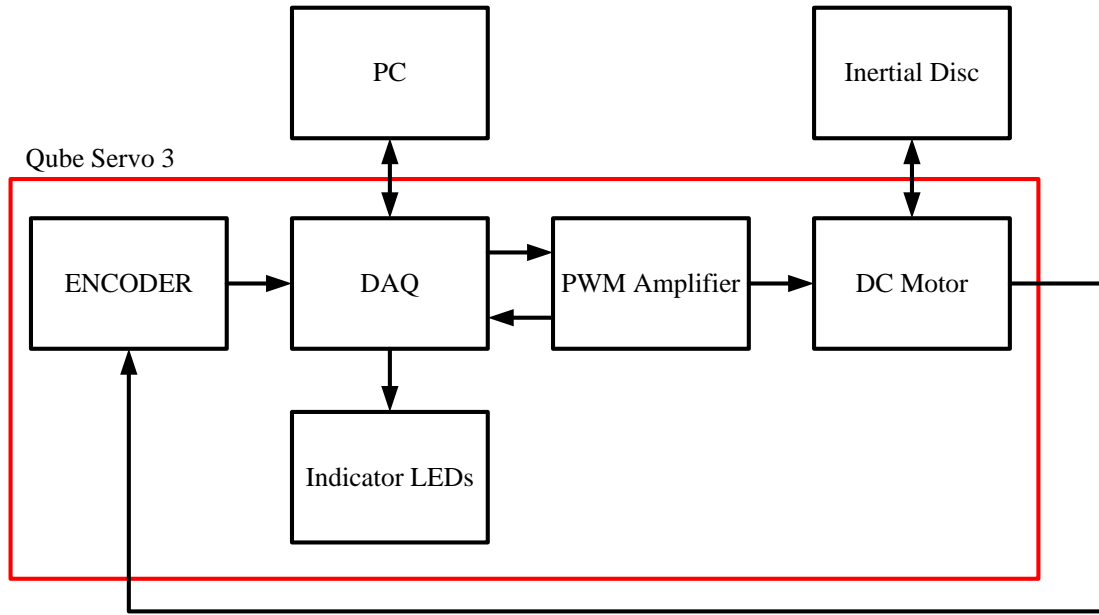 PC
Inertial Disc
Qube Servo 3
ENCODER
DAQ
PWM Amplifier
DC Motor
Indicator LEDs